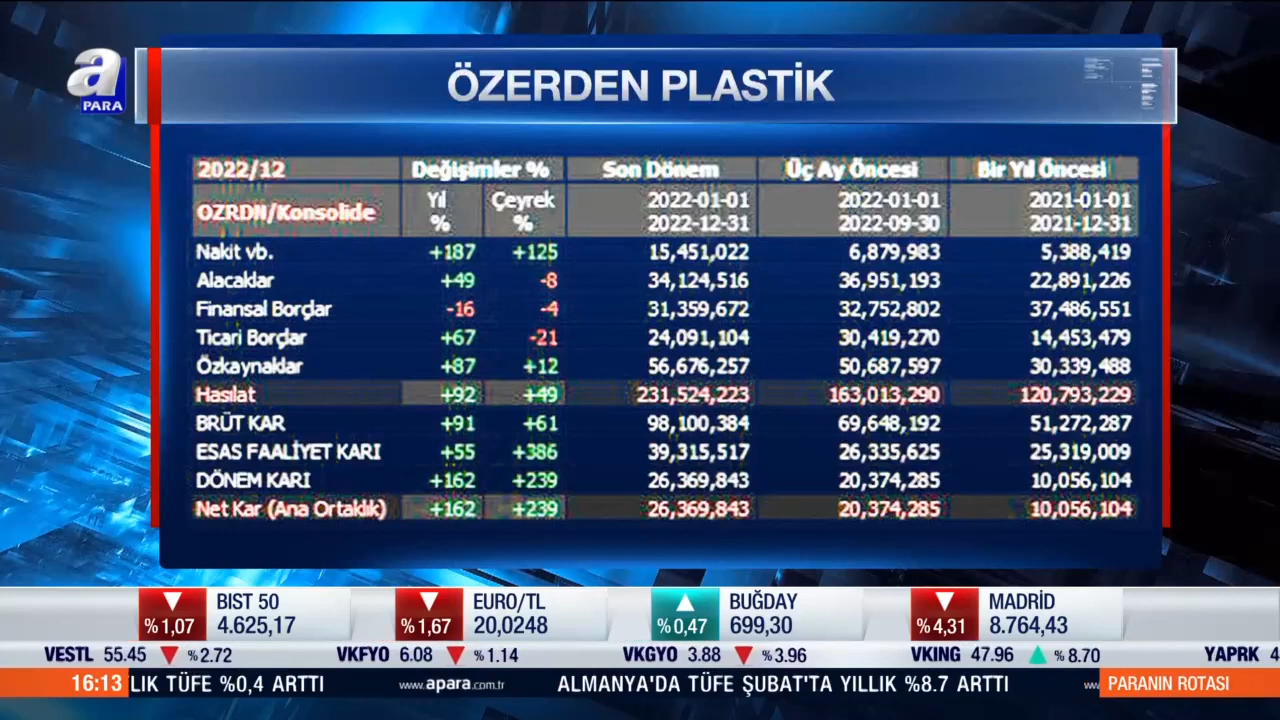 a
PARA
ÖZERDEN PLASTİK
2022/12 Değişimler % Son Dönem Üç Ay Öncesi Bir Yıl Öncesi
OZRDN/Konsolide Yıl % Çeyrek % 2022-01-01 2022-12-31 2022-01-01 2022-09-30 2021-01-01 2021-12-31
Nakit vb. +187 +125 15,451,022 6,879,983 5,388,419
Alacaklar +49 -8 34,124,516 36,951,193 22,891,226
Finansal Borçlar -16 -4 31,359,672 32,752,802 37,486,551
Ticari Borçlar +67 -21 24,091,104 30,419,270 14,453,479
Özkaynaklar +87 +12 56,676,257 50,687,597 30,339,488
Hasılat +92 +49 231,524,223 163,013,290 120,793,229
BRÜT KAR +91 +61 98,100,384 69,648,192 51,272,287
ESAS FAALİYET KARI +55 +386 39,315,517 26,335,625 25,319,009
DÖNEM KARI +162 +239 26,369,843 20,374,285 10,056,104
Net Kar (Ana Ortaklık) +162 +239 26,369,843 20,374,285 10,056,104
%1,07 BIST 50 4.625,17 %1,67 EURO/TL 20,0248 %0,47 BUĞDAY 699,30 %4,31 MADRİD 8.764,43
VESTL 55.45 %2.72 VKFYO 6.08 %1.14 VKGYO 3.88 %3.96 VKING 47.96 %8.70 YAPRK 4
16:13 LIK TÜFE %0,4 ARTTI www.apara.com.tr ALMANYA'DA TÜFE ŞUBAT'TA YILLIK %8.7 ARTTI PARANIN ROTASI